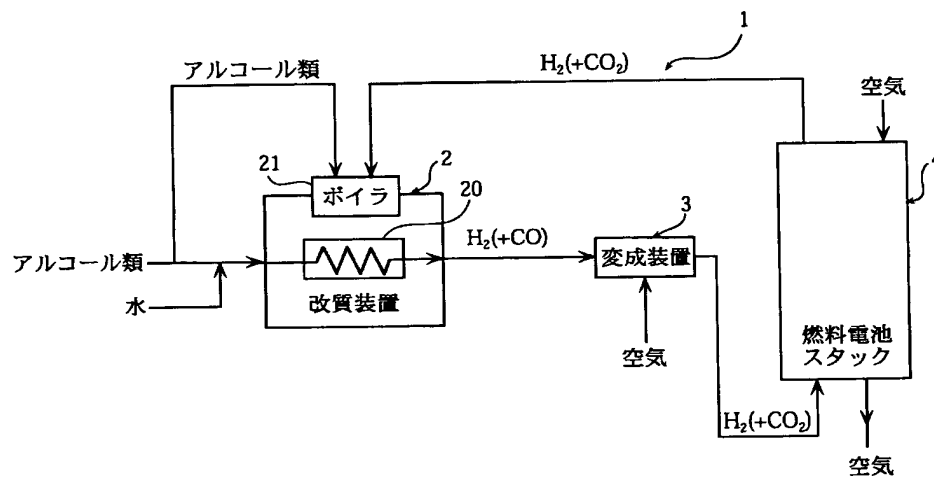 1
アルコール類
H₂(+CO₂)
空気
21
ボイラ
2
20
4
アルコール類
H₂(+CO)
3
変成装置
水
改質装置
空気
燃料電池
スタック
H₂(+CO₂)
空気